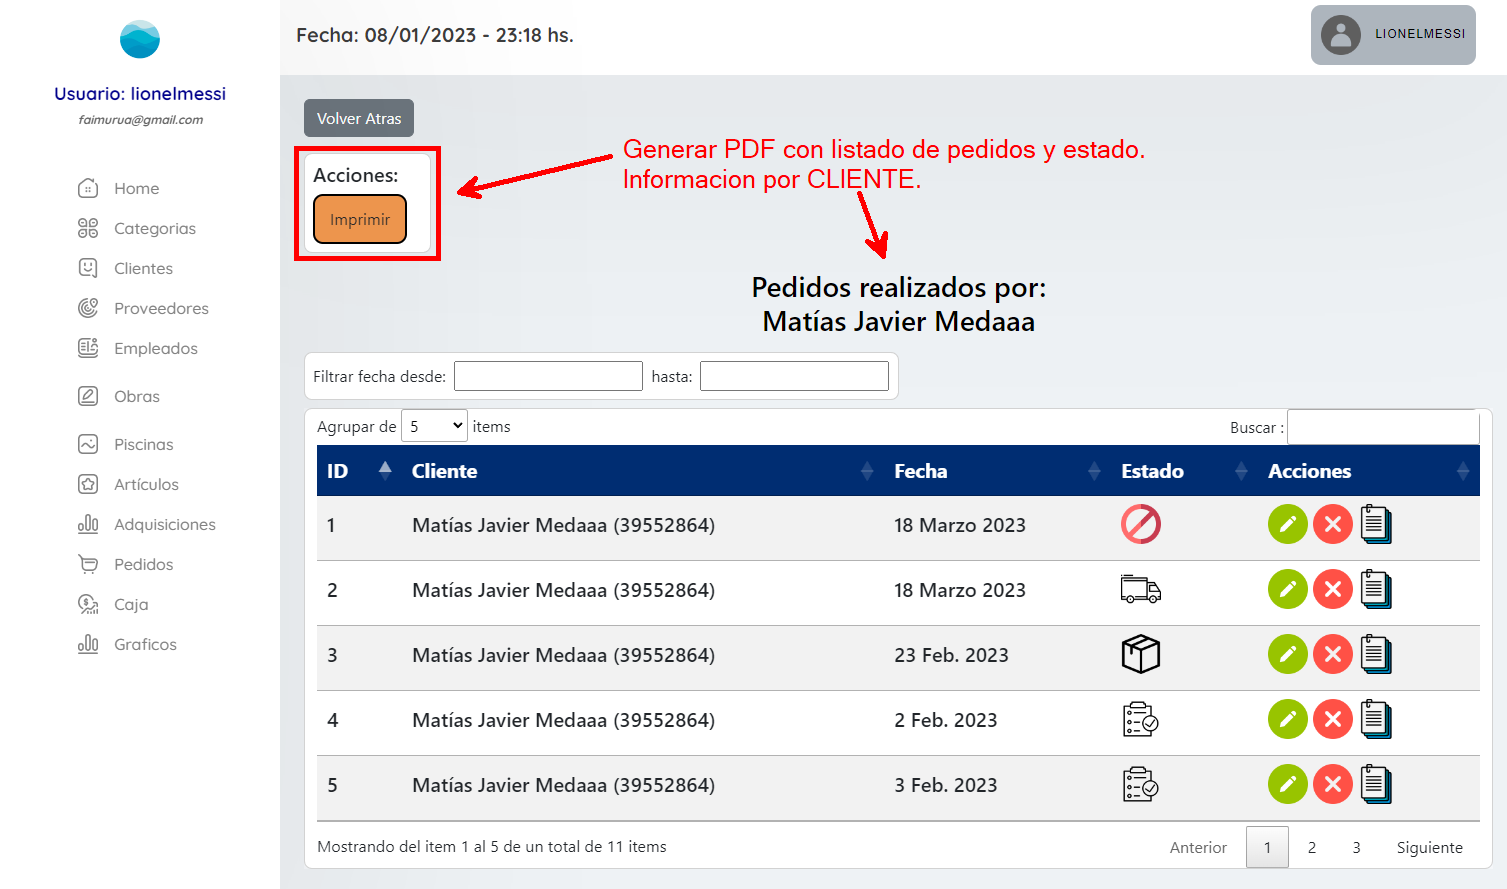 Fecha: 08/01/2023 - 23:18 hs.
LIONELMESSI
Usuario: lionelmessi
faimurua@gmail.com
Home
Categorias
Clientes
Proveedores
Empleados
Obras
Piscinas
Artículos
Adquisiciones
Pedidos
Caja
Graficos
Volver Atras
Acciones:
Imprimir
Generar PDF con listado de pedidos y estado.
Informacion por CLIENTE.
Pedidos realizados por:
Matías Javier Medaaa
Filtrar fecha desde: hasta:
Agrupar de 5 items Buscar :
ID Cliente Fecha Estado Acciones
1 Matías Javier Medaaa (39552864) 18 Marzo 2023
2 Matías Javier Medaaa (39552864) 18 Marzo 2023
3 Matías Javier Medaaa (39552864) 23 Feb. 2023
4 Matías Javier Medaaa (39552864) 2 Feb. 2023
5 Matías Javier Medaaa (39552864) 3 Feb. 2023
Mostrando del item 1 al 5 de un total de 11 items Anterior 1 2 3 Siguiente